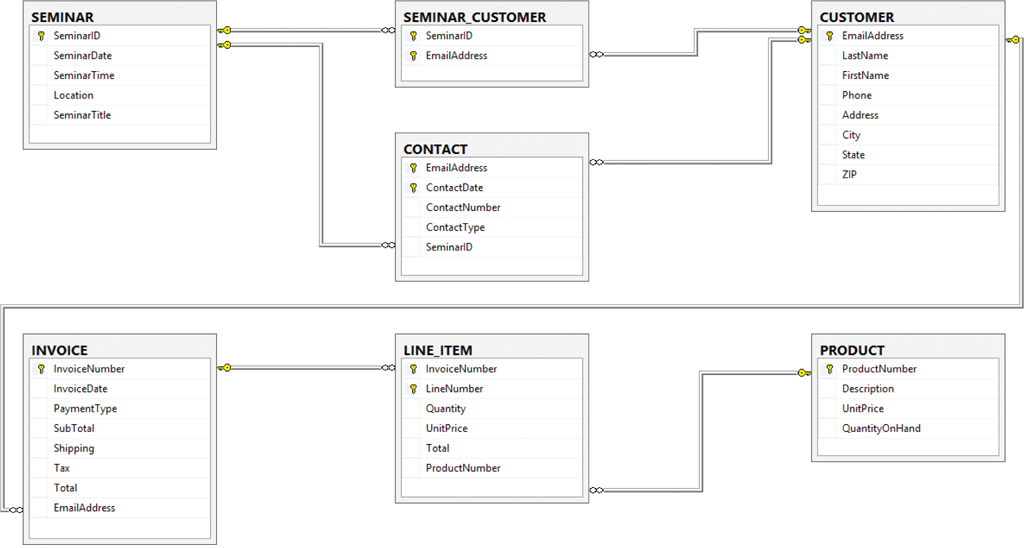 SEMINAR
SeminarID
SeminarDate
SeminarTime
Location
SeminarTitle
SEMINAR_CUSTOMER
SeminarID
EmailAddress
CUSTOMER
EmailAddress
LastName
FirstName
Phone
Address
City
State
ZIP
CONTACT
EmailAddress
ContactDate
ContactNumber
ContactType
SeminarID
INVOICE
InvoiceNumber
InvoiceDate
PaymentType
SubTotal
Shipping
Tax
Total
EmailAddress
LINE_ITEM
InvoiceNumber
LineNumber
Quantity
UnitPrice
Total
ProductNumber
PRODUCT
ProductNumber
Description
UnitPrice
QuantityOnHand